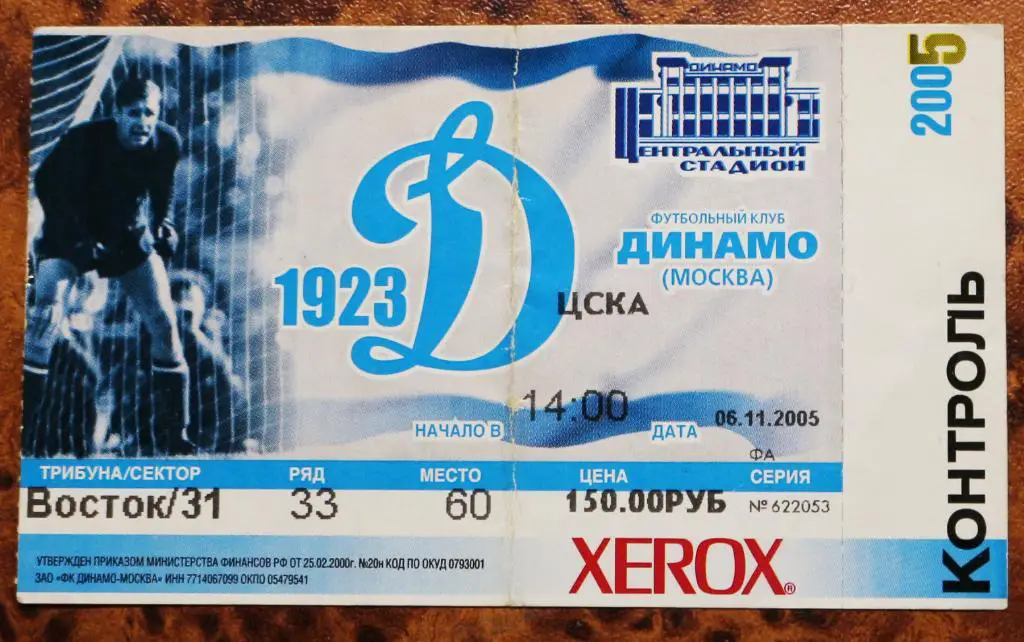 2005
ДИНАМО
ЦЕНТРАЛЬНЫЙ
СТАДИОН
ФУТБОЛЬНЫЙ КЛУБ
ДИНАМО
(МОСКВА)
1923 Д
ЦСКА
НАЧАЛО В 14:00 ДАТА 06.11.2005
ФА
ТРИБУНА/СЕКТОР РЯД МЕСТО ЦЕНА СЕРИЯ
Восток/31 33 60 150.00РУБ № 622053
УТВЕРЖДЕН ПРИКАЗОМ МИНИСТЕРСТВА ФИНАНСОВ РФ ОТ 25.02.2000г. №20н КОД ПО ОКУД 0793001
ЗАО «ФК ДИНАМО-МОСКВА» ИНН 7714067099 ОКПО 05479541
XEROX®
КОНТРОЛЬ